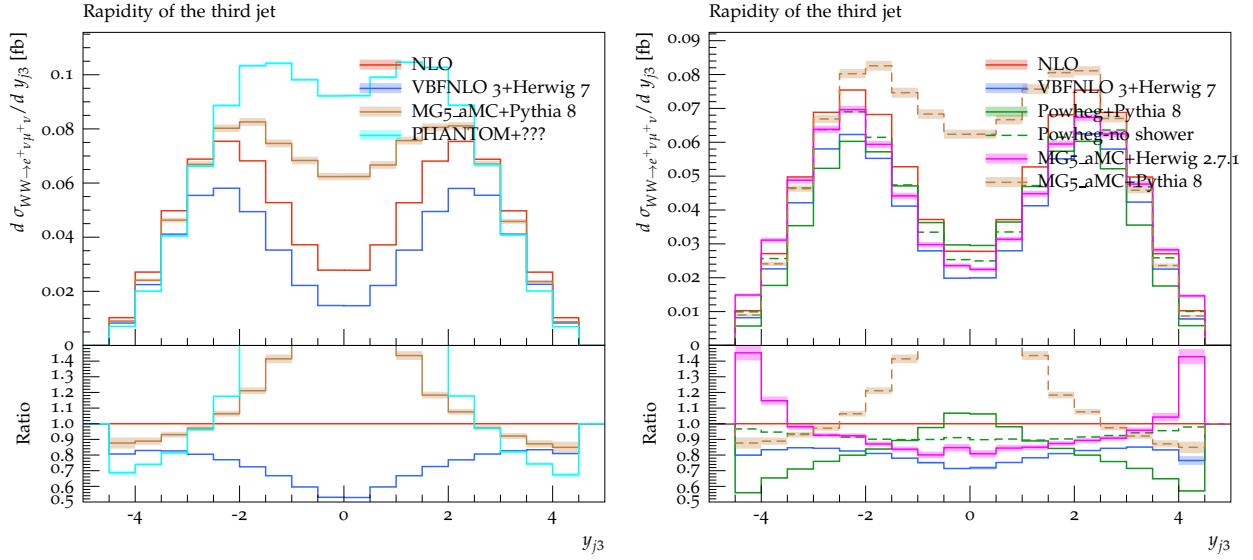 Rapidity of the third jet
NLO
VBFNLO 3+Herwig 7
MG5_aMC+Pythia 8
PHANTOM+???
d σ_{WW→e⁺νμ⁺ν}/d y_{j3} [fb]
0.1
0.08
0.06
0.04
0.02
0
1.4
1.3
1.2
1.1
1.0
0.9
0.8
0.7
0.6
0.5
Ratio
-4 -2 0 2 4
y_{j3}
Rapidity of the third jet
NLO
VBFNLO 3+Herwig 7
Powheg+Pythia 8
Powheg-no shower
MG5_aMC+Herwig 2.7.1
MG5_aMC+Pythia 8
d σ_{WW→e⁺νμ⁺ν}/d y_{j3} [fb]
0.09
0.08
0.07
0.06
0.05
0.04
0.03
0.02
0.01
0
1.4
1.3
1.2
1.1
1.0
0.9
0.8
0.7
0.6
0.5
Ratio
-4 -2 0 2 4
y_{j3}